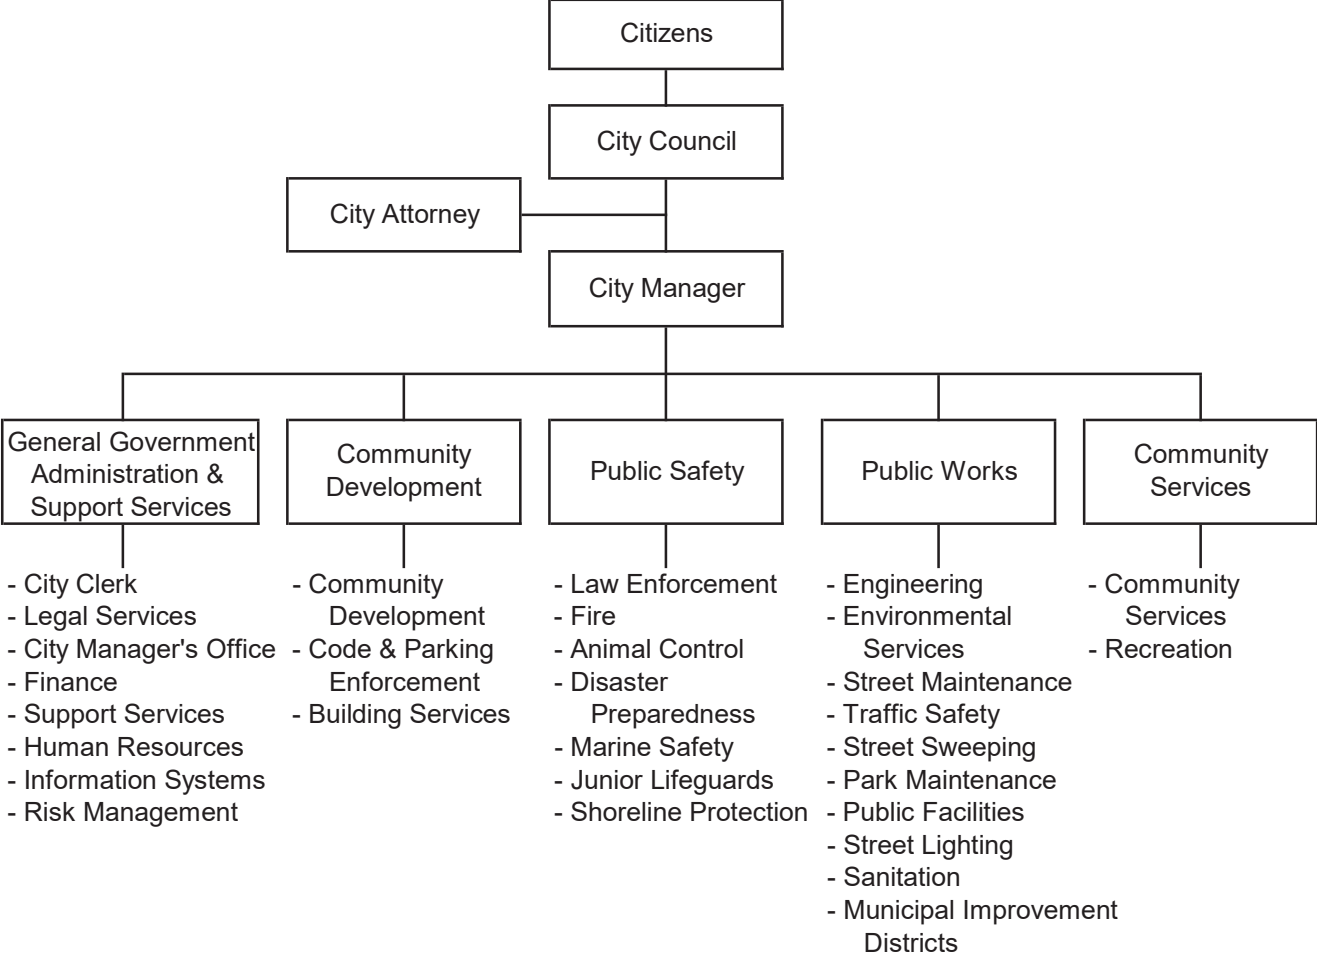 Citizens
City Council
City Attorney
City Manager
General Government
Administration &
Support Services
Community
Development
Public Safety
Public Works
Community
Services
- City Clerk
- Legal Services
- City Manager's Office
- Finance
- Support Services
- Human Resources
- Information Systems
- Risk Management
- Community
Development
- Code & Parking
Enforcement
- Building Services
- Law Enforcement
- Fire
- Animal Control
- Disaster
Preparedness
- Marine Safety
- Junior Lifeguards
- Shoreline Protection
- Engineering
- Environmental
Services
- Street Maintenance
- Traffic Safety
- Street Sweeping
- Park Maintenance
- Public Facilities
- Street Lighting
- Sanitation
- Municipal Improvement
Districts
- Community
Services
- Recreation